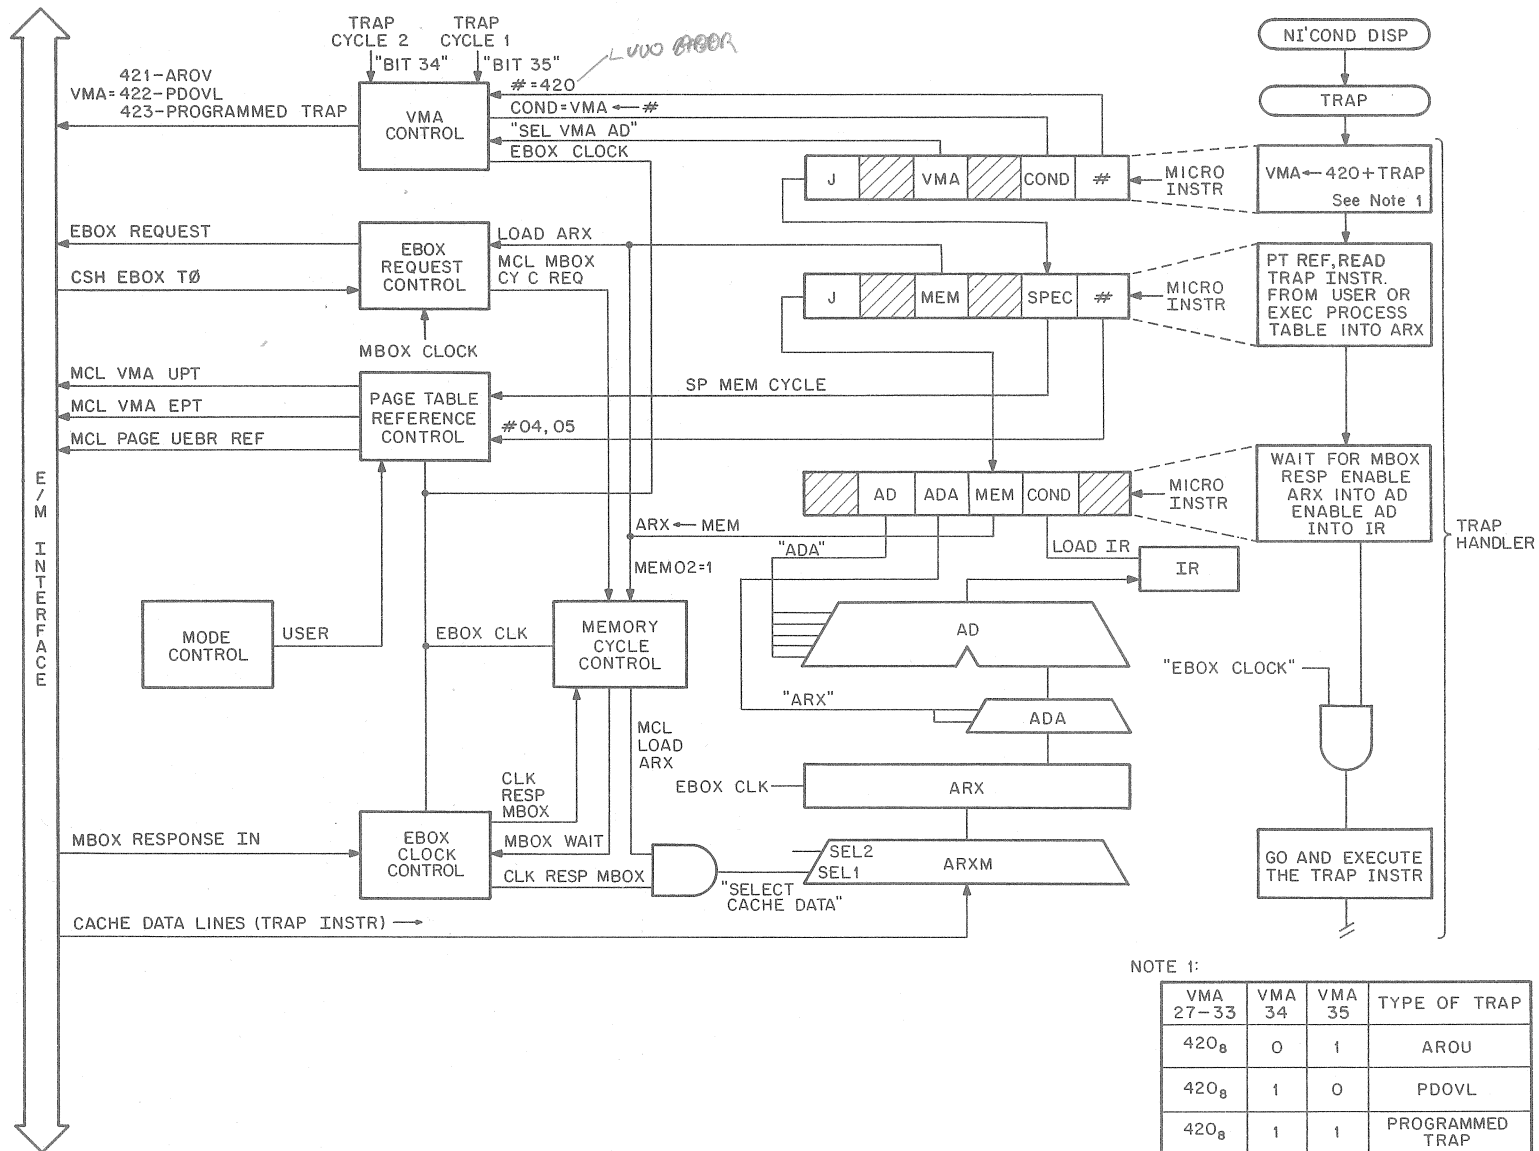 TRAP CYCLE 2
TRAP CYCLE 1
"BIT 34"
"BIT 35"
LUUO ADDR
421-AROV
VMA=422-PDOVL
423-PROGRAMMED TRAP
VMA CONTROL
#=420
COND=VMA ← #
"SEL VMA AD"
EBOX CLOCK
J
VMA
COND
#
MICRO INSTR
NI'COND DISP
TRAP
VMA ← 420+TRAP
See Note 1
EBOX REQUEST
CSH EBOX TØ
EBOX REQUEST CONTROL
LOAD ARX
MCL MBOX
CY C REQ
MBOX CLOCK
J
MEM
SPEC
#
MICRO INSTR
PT REF, READ
TRAP INSTR.
FROM USER OR
EXEC PROCESS
TABLE INTO ARX
MCL VMA UPT
MCL VMA EPT
MCL PAGE UEBR REF
PAGE TABLE
REFERENCE
CONTROL
SP MEM CYCLE
#04, 05
AD
ADA
MEM
COND
MICRO INSTR
WAIT FOR MBOX
RESP ENABLE
ARX INTO AD
ENABLE AD
INTO IR
TRAP HANDLER
E/M INTERFACE
ARX ← MEM
MEM02=1
"ADA"
LOAD IR
IR
MODE CONTROL
USER
EBOX CLK
MEMORY
CYCLE
CONTROL
AD
"EBOX CLOCK"
"ARX"
ADA
MCL
LOAD
ARX
EBOX CLK
ARX
CLK
RESP
MBOX
MBOX RESPONSE IN
EBOX
CLOCK
CONTROL
MBOX WAIT
CLK RESP MBOX
SEL2
SEL1
ARXM
"SELECT
CACHE DATA"
GO AND EXECUTE
THE TRAP INSTR
CACHE DATA LINES (TRAP INSTR) →
NOTE 1:
VMA 27-33 VMA 34 VMA 35 TYPE OF TRAP
420₈ 0 1 AROU
420₈ 1 0 PDOVL
420₈ 1 1 PROGRAMMED TRAP